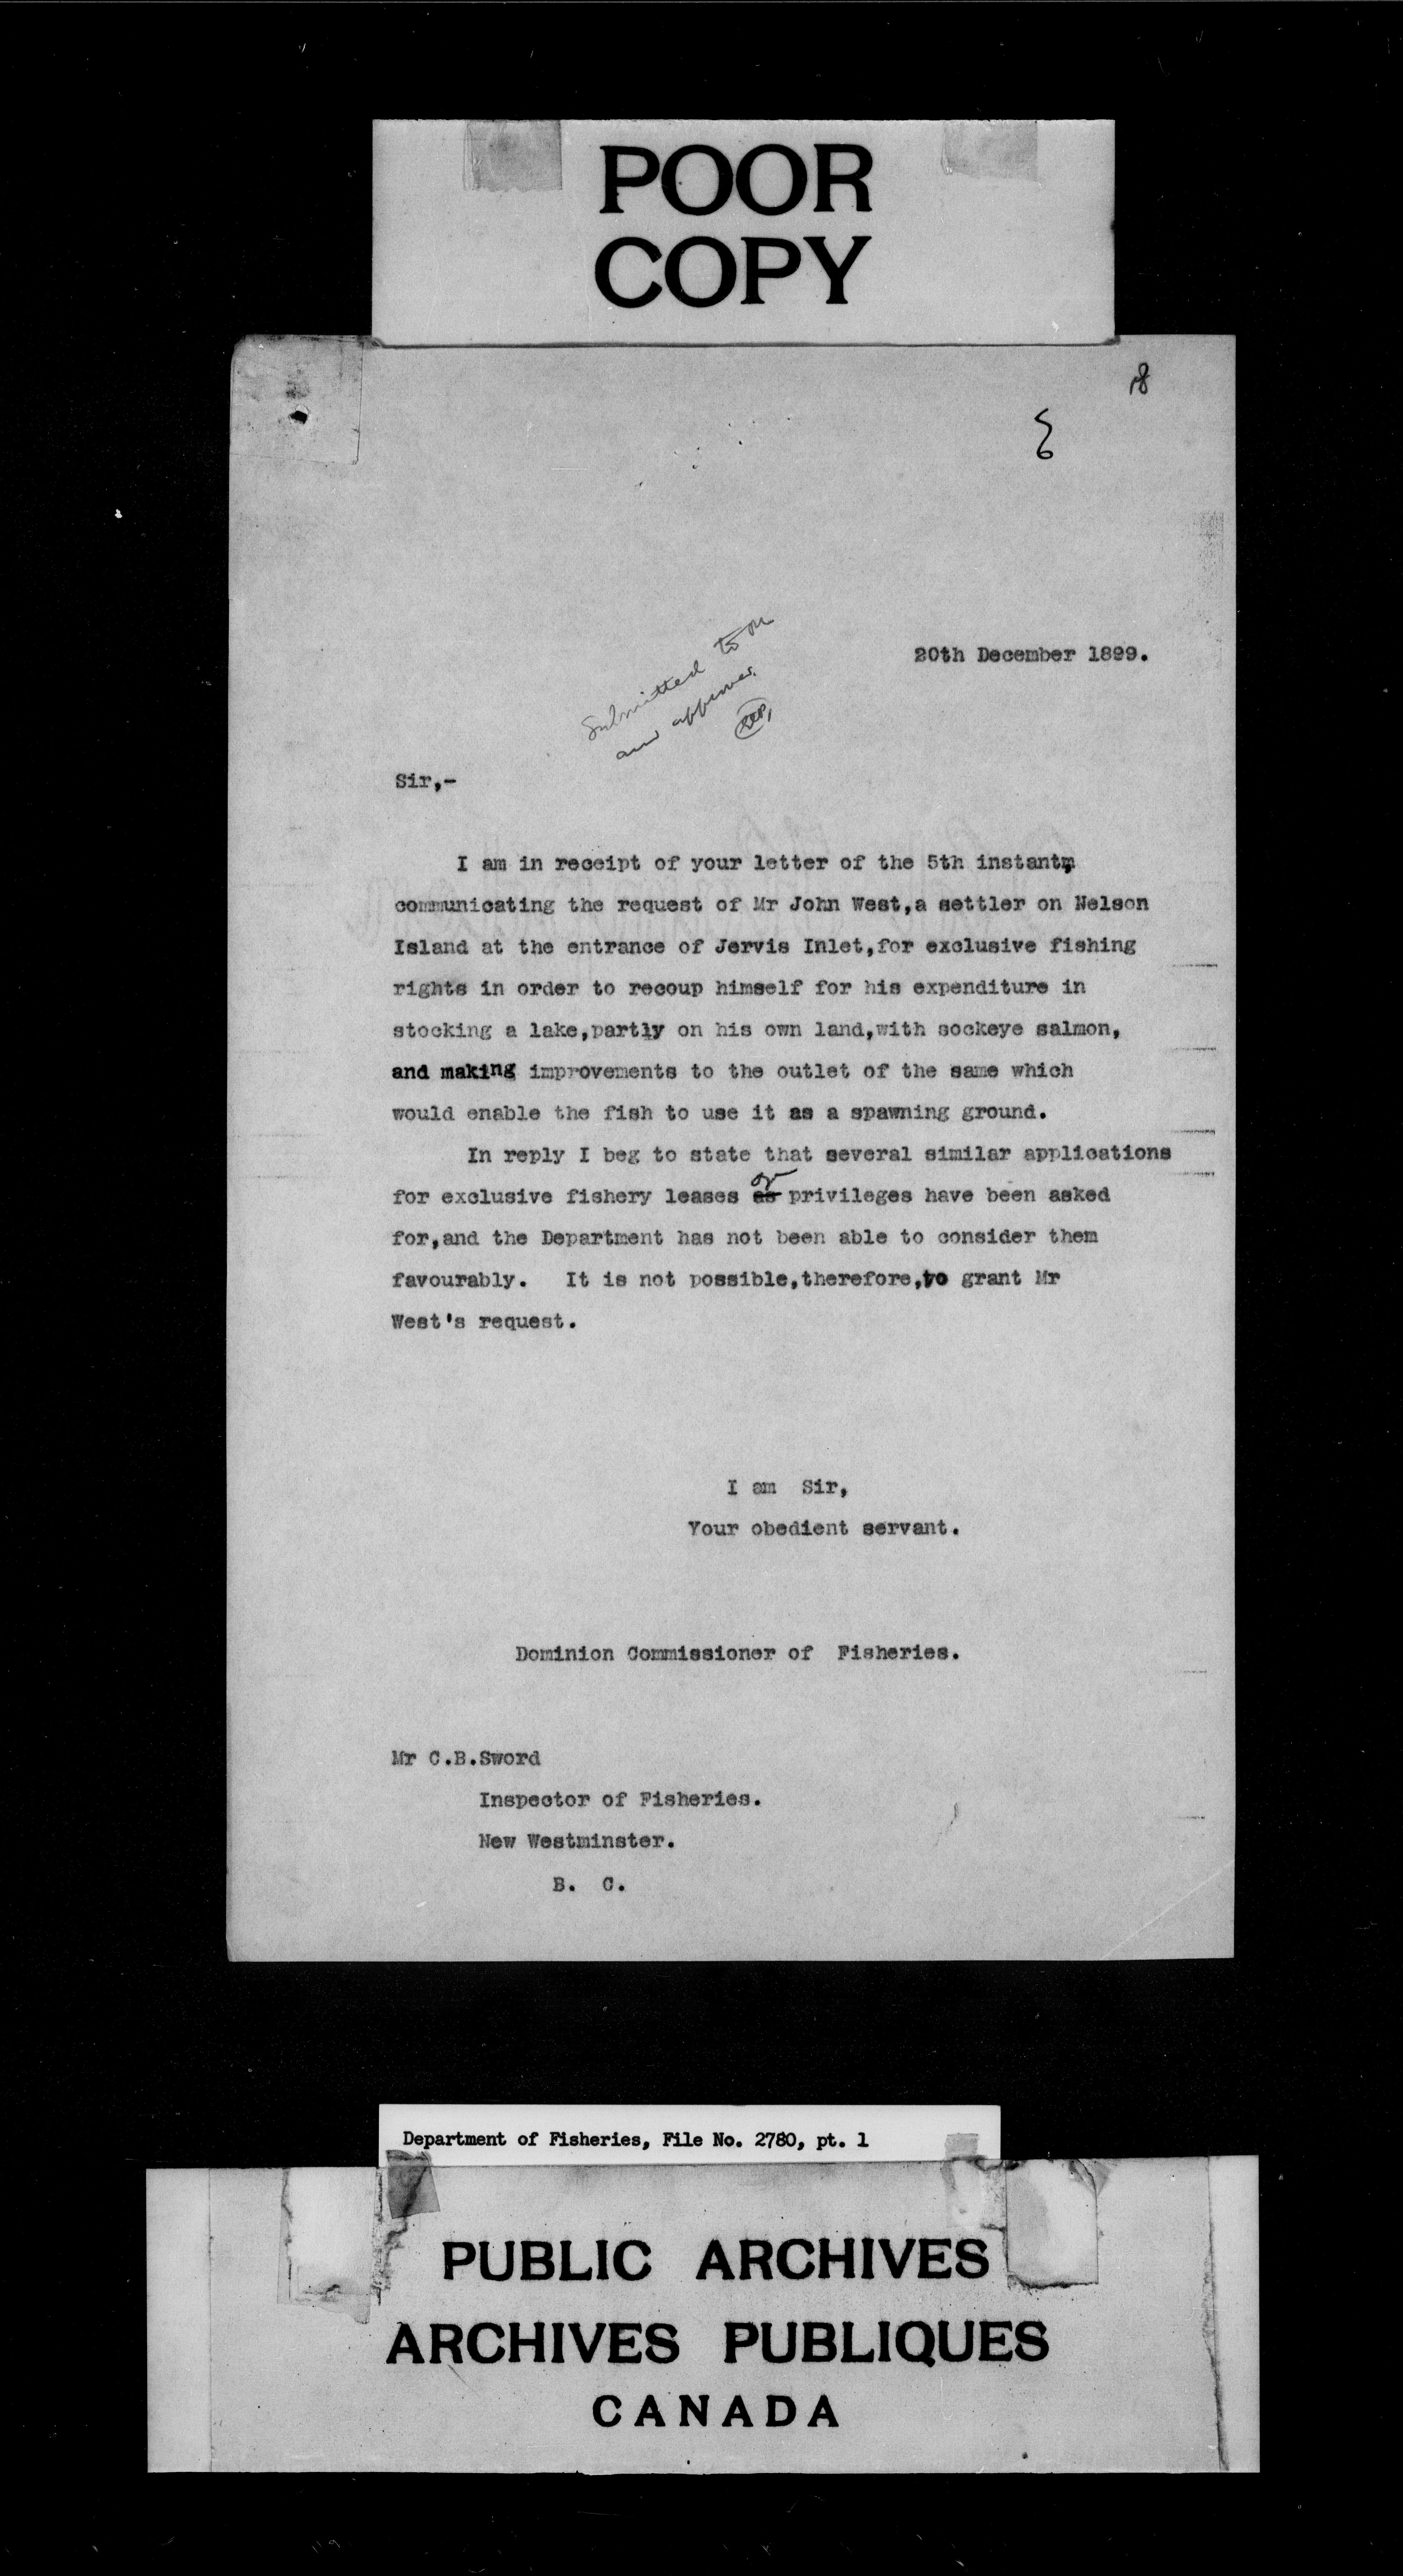 POOR
COPY
18
20th December 1899.
Submitted to
and approved.
Sir,-
I am in receipt of your letter of the 5th instant,
communicating the request of Mr John West,a settler on Nelson
Island at the entrance of Jervis Inlet,for exclusive fishing
rights in order to recoup himself for his expenditure in
stocking a lake,partly on his own land,with sockeye salmon,
and making improvements to the outlet of the same which
would enable the fish to use it as a spawning ground.
In reply I beg to state that several similar applications
for exclusive fishery leases or privileges have been asked
for,and the Department has not been able to consider them
favourably. It is not possible,therefore,to grant Mr
West's request.
I am Sir,
Your obedient servant.
Dominion Commissioner of Fisheries.
Mr C.B.Sword
Inspector of Fisheries.
New Westminster.
B. C.
Department of Fisheries, File No. 2780, pt. 1
PUBLIC ARCHIVES
ARCHIVES PUBLIQUES
CANADA